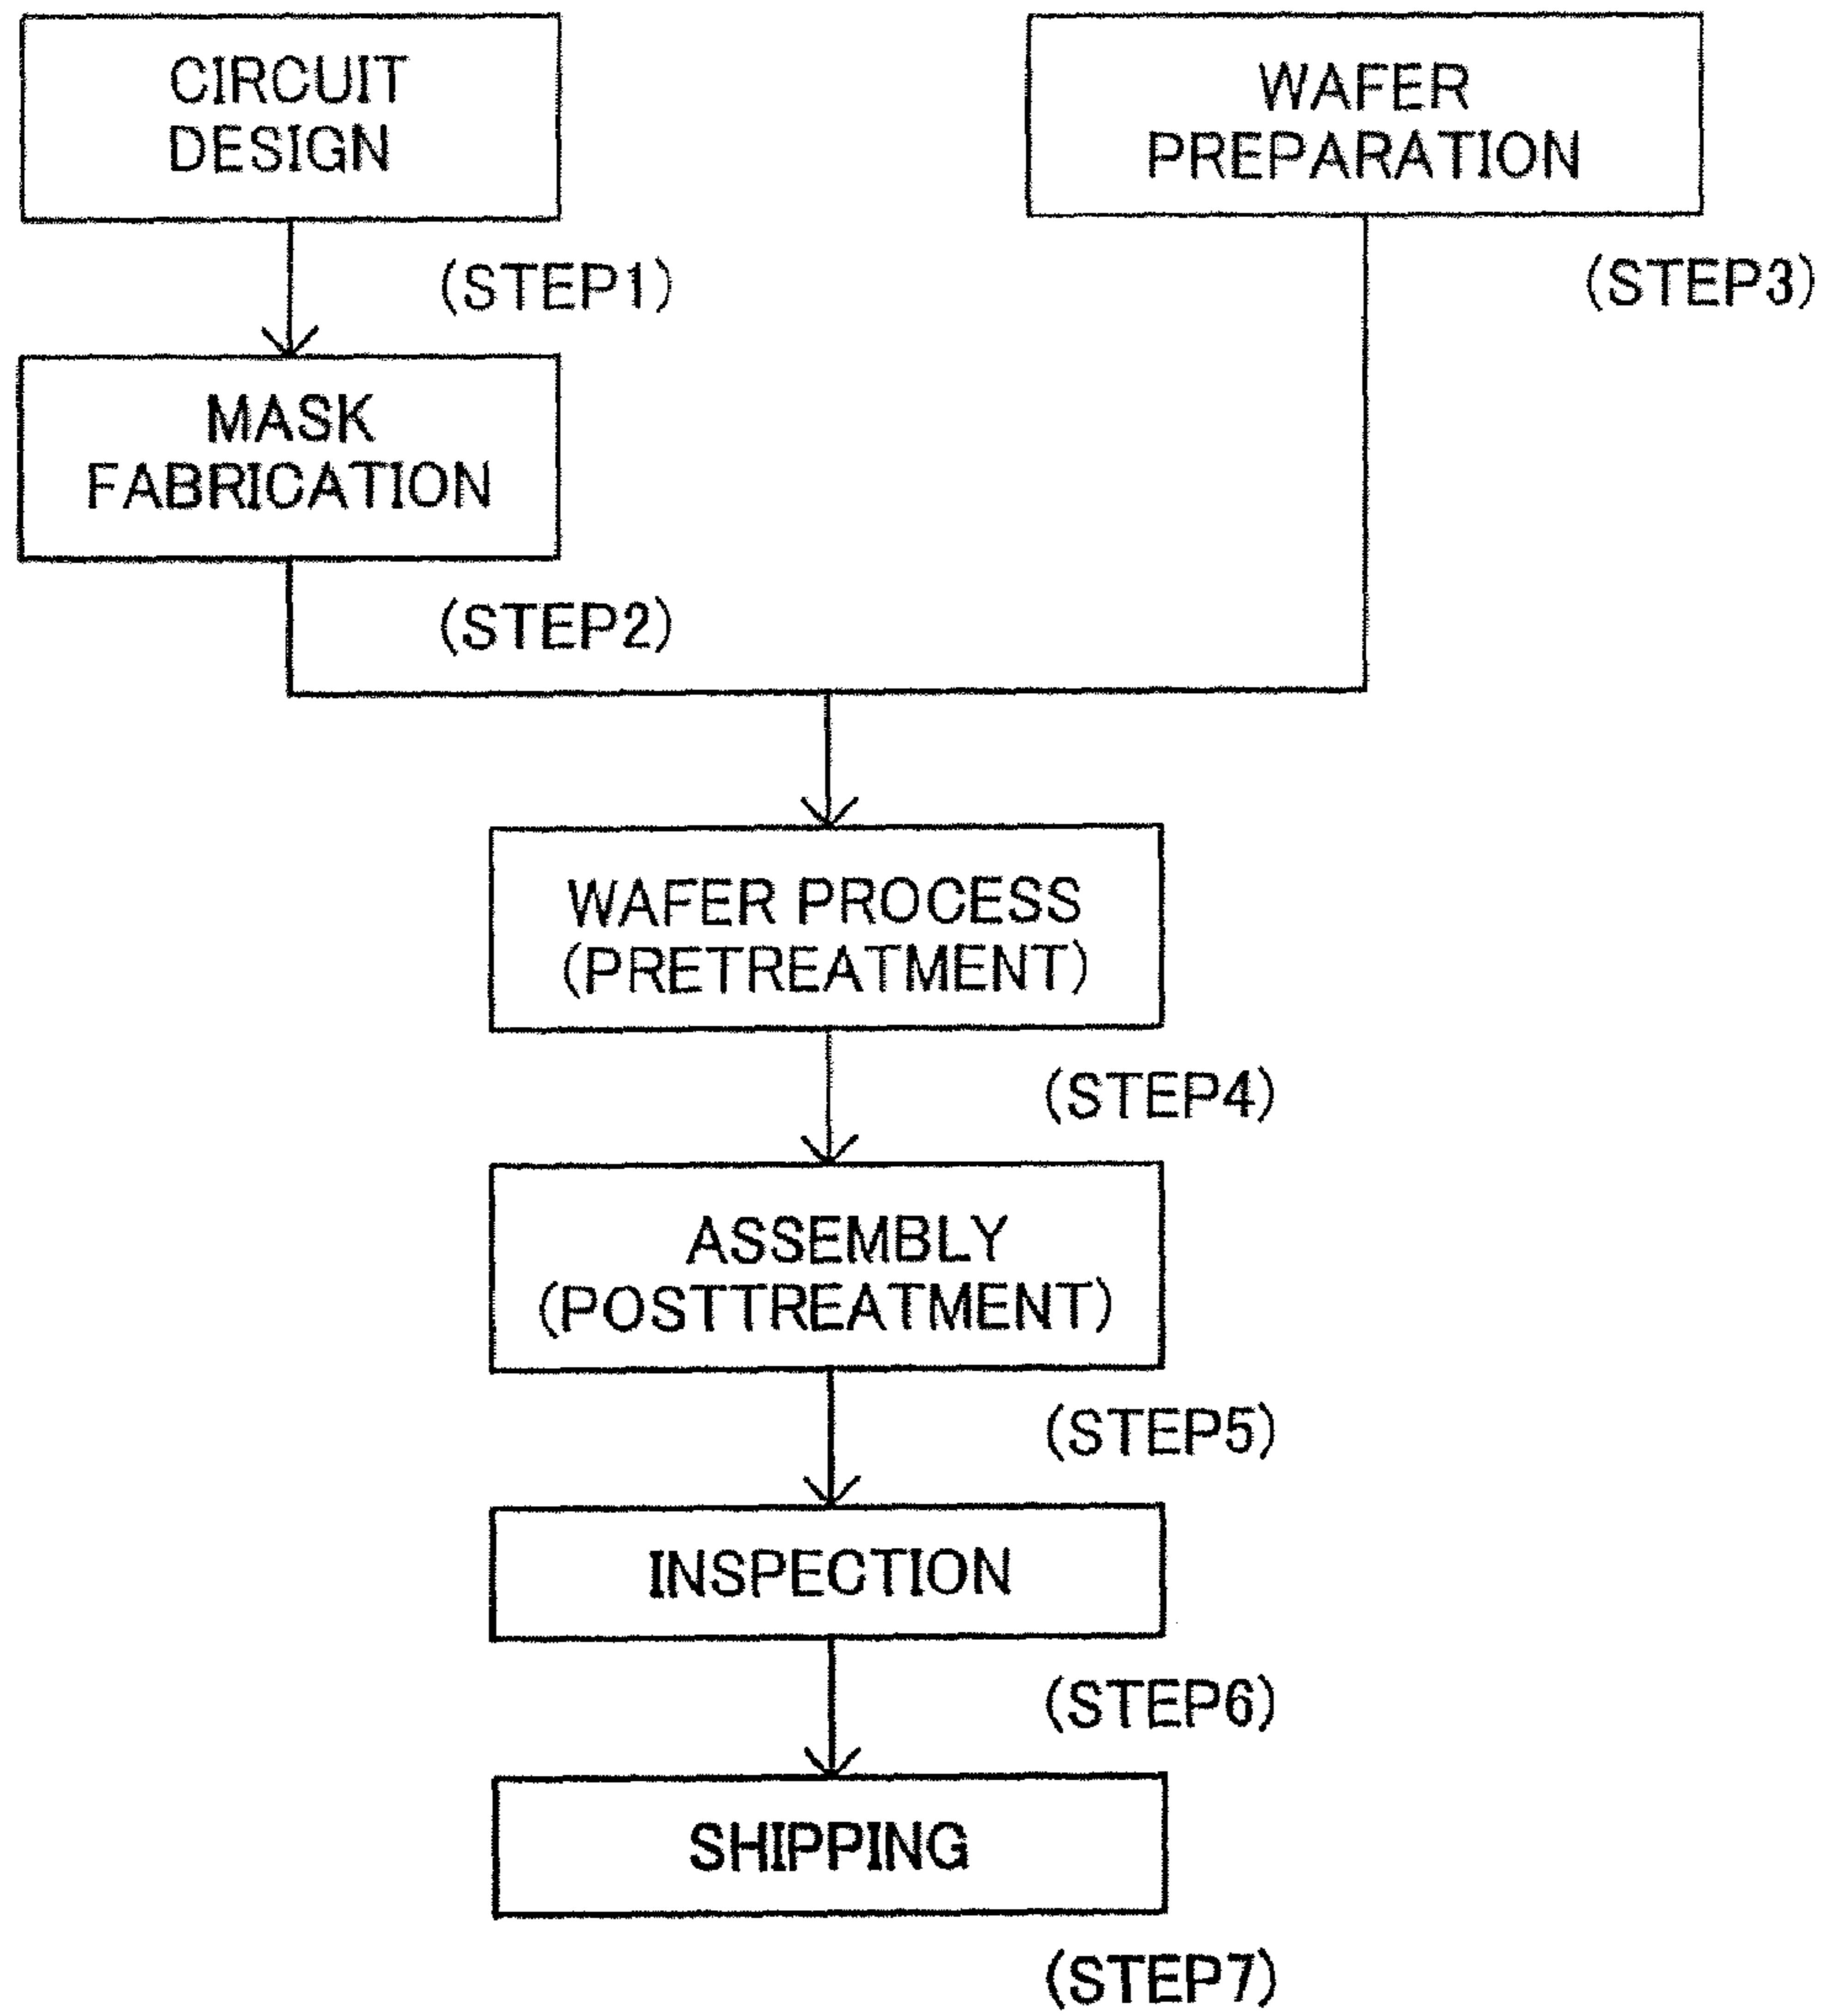 CIRCUIT
DESIGN
(STEP1)
WAFER
PREPARATION
(STEP3)
MASK
FABRICATION
(STEP2)
WAFER PROCESS
(PRETREATMENT)
(STEP4)
ASSEMBLY
(POSTTREATMENT)
(STEP5)
INSPECTION
(STEP6)
SHIPPING
(STEP7)